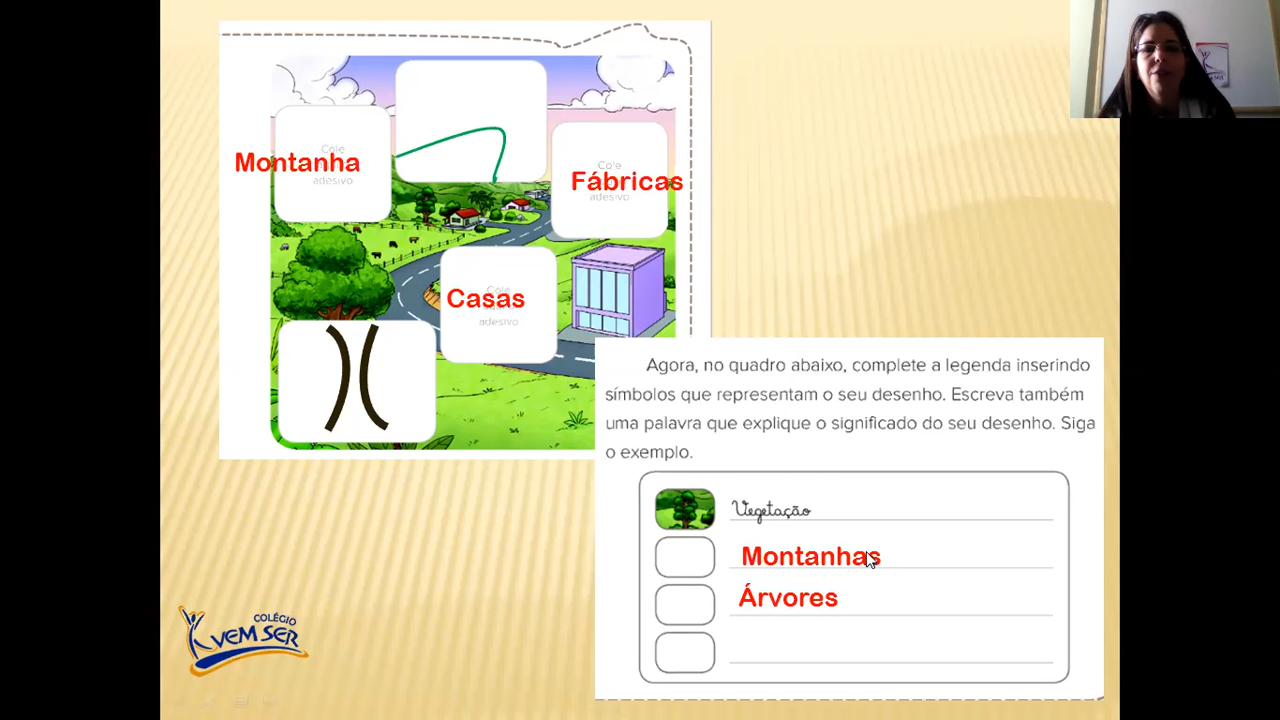 Cole
Montanha
adesivo
Cole
Fábricas
adesivo
Cole
Casas
adesivo
Agora, no quadro abaixo, complete a legenda inserindo
símbolos que representam o seu desenho. Escreva também
uma palavra que explique o significado do seu desenho. Siga
o exemplo.
Vegetação
Montanhas
Árvores
COLÉGIO
VEM SER